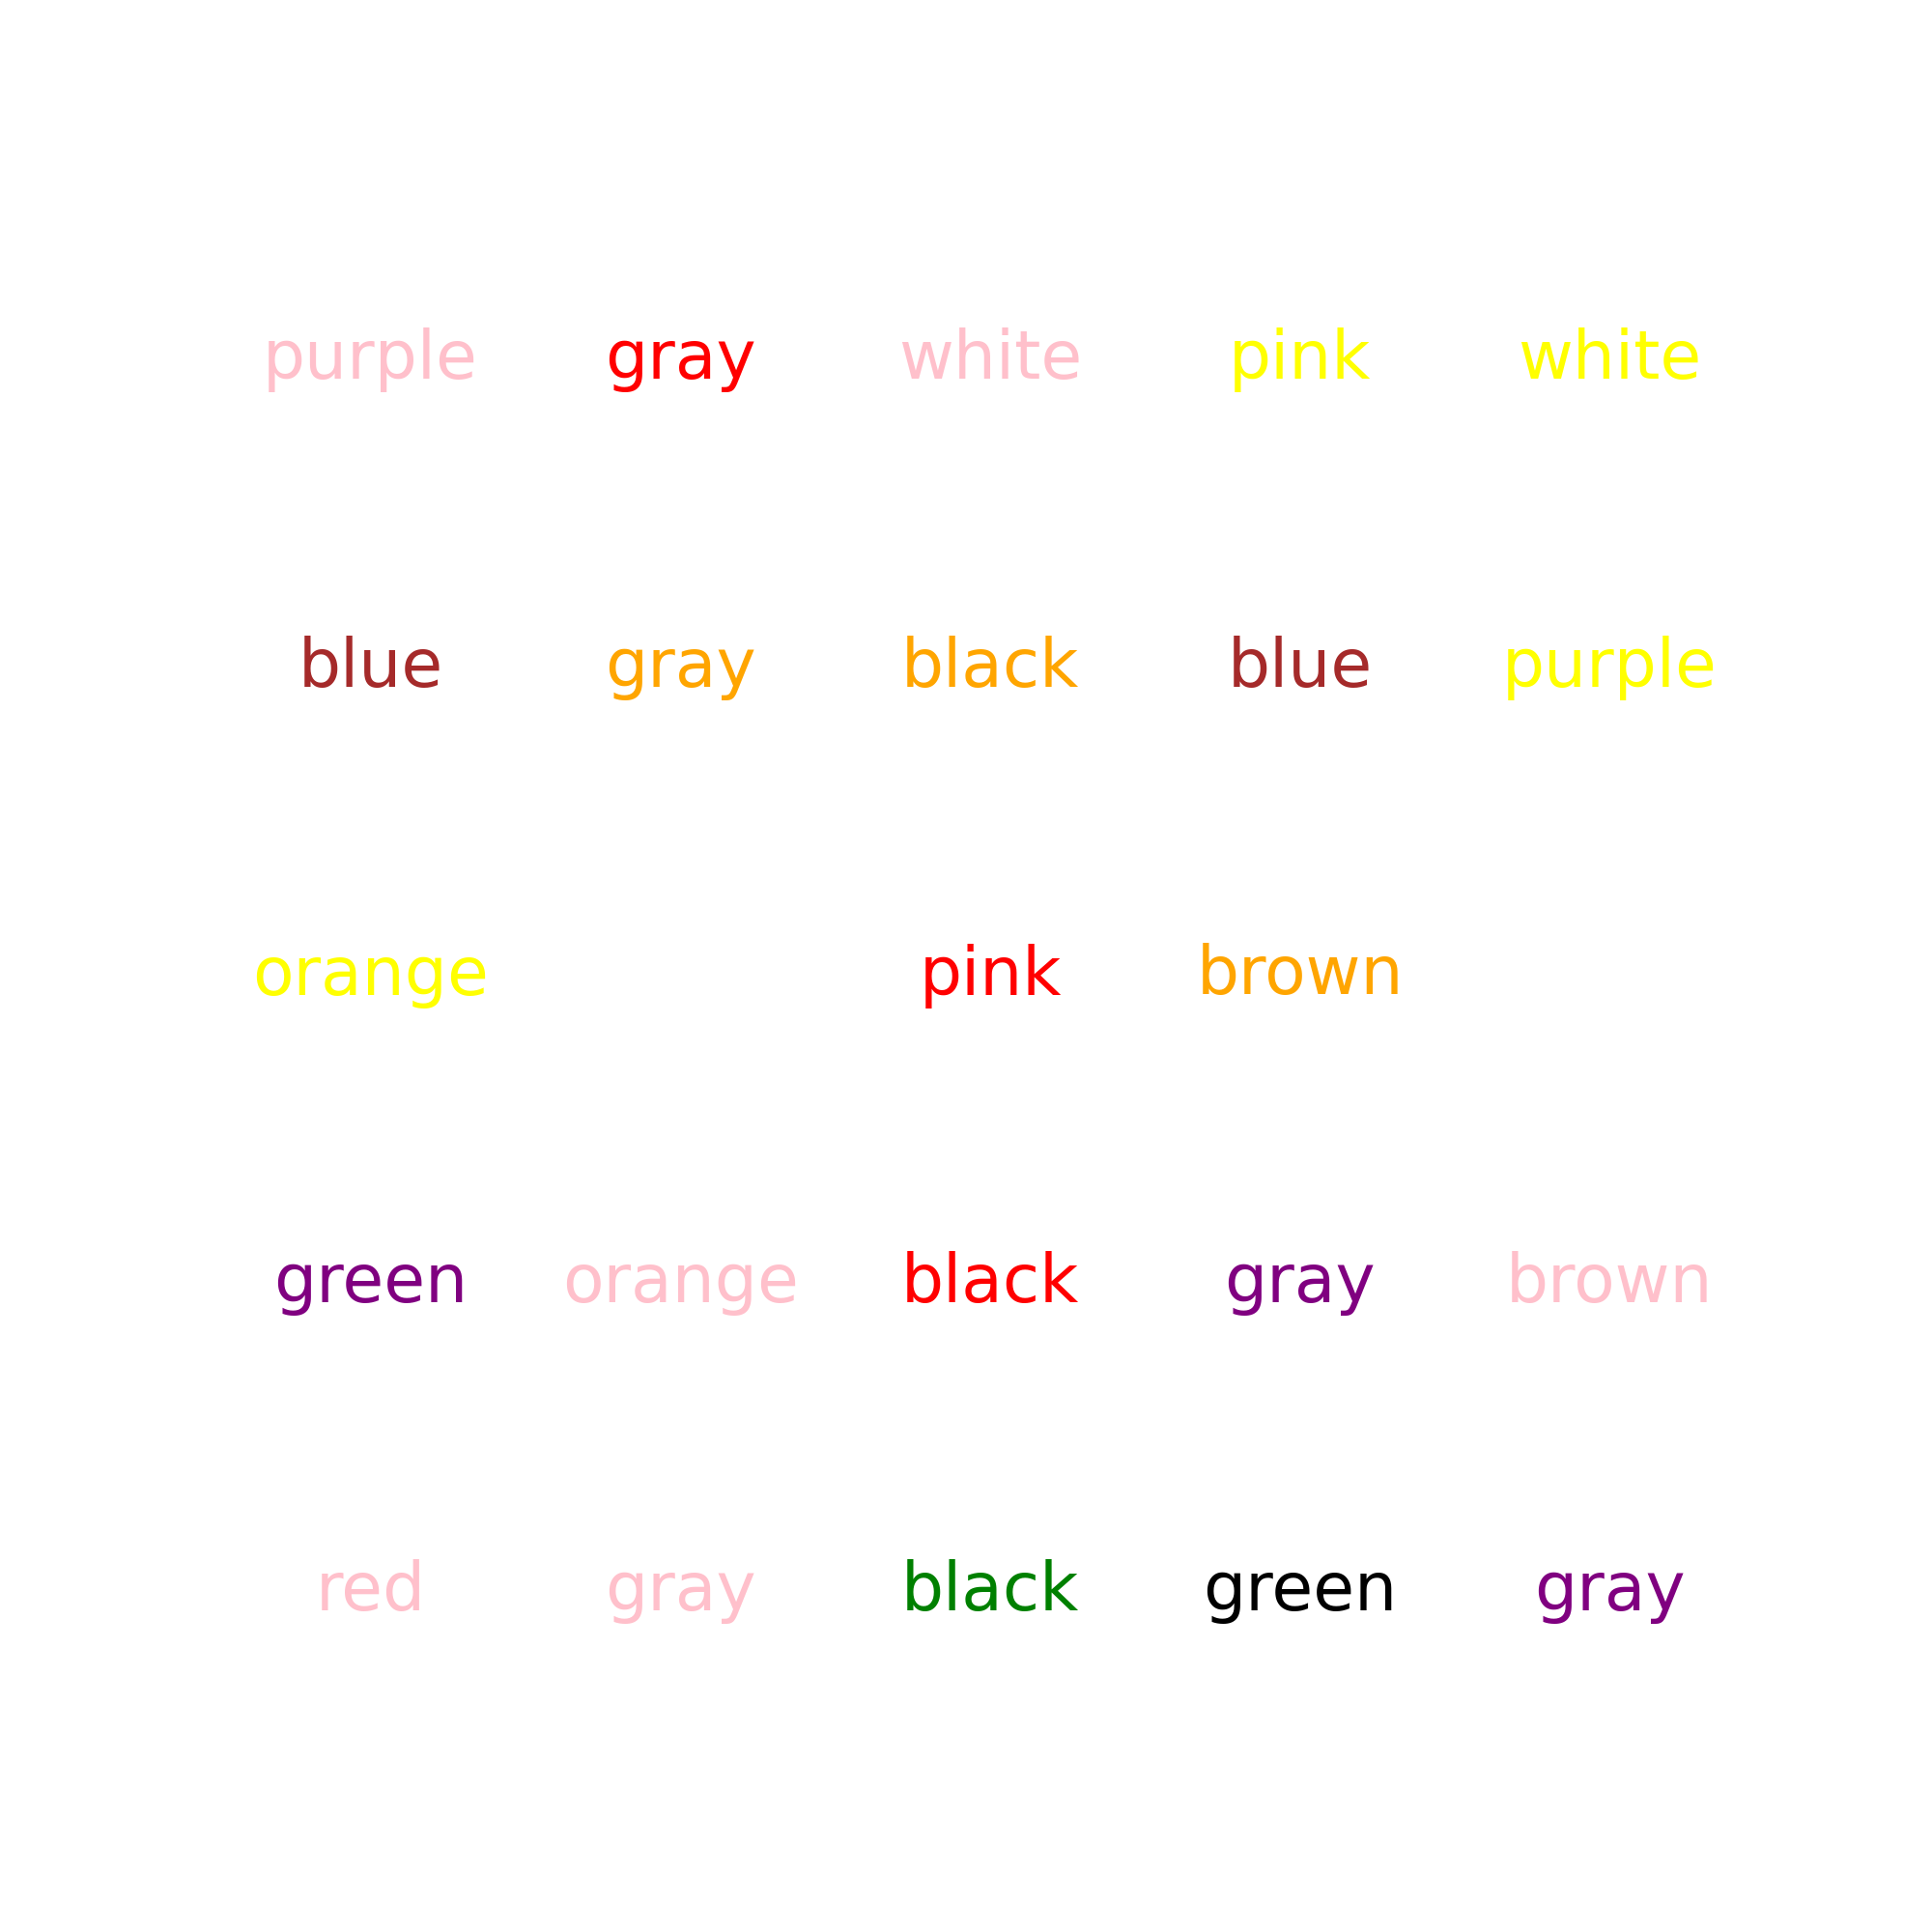 purple gray white pink white
blue gray black blue purple
orange pink brown
green orange black gray brown
red gray black green gray